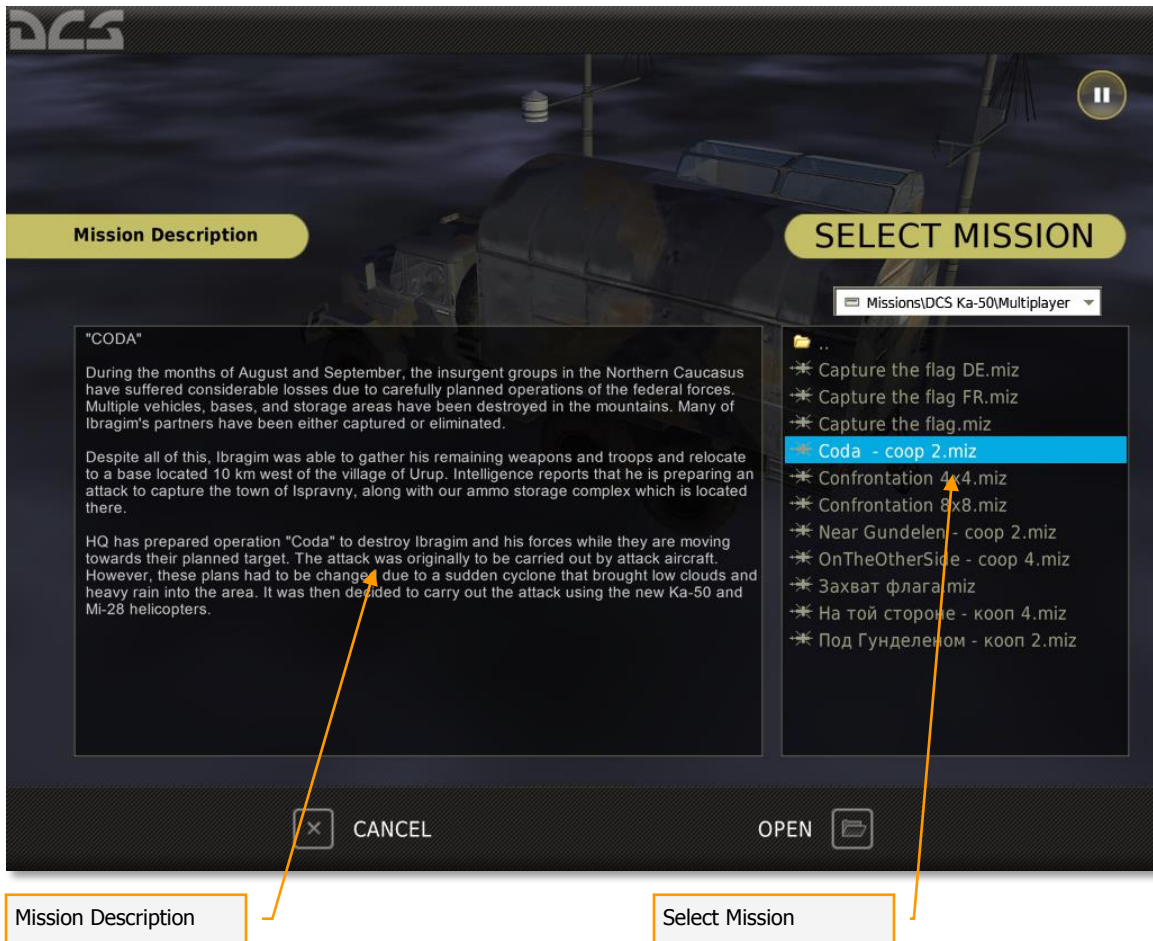 DCS
Mission Description
SELECT MISSION
Missions\DCS Ka-50\Multiplayer
"CODA"
During the months of August and September, the insurgent groups in the Northern Caucasus
have suffered considerable losses due to carefully planned operations of the federal forces.
Multiple vehicles, bases, and storage areas have been destroyed in the mountains. Many of
Ibragim's partners have been either captured or eliminated.
Despite all of this, Ibragim was able to gather his remaining weapons and troops and relocate
to a base located 10 km west of the village of Urup. Intelligence reports that he is preparing an
attack to capture the town of Ispravny, along with our ammo storage complex which is located
there.
HQ has prepared operation "Coda" to destroy Ibragim and his forces while they are moving
towards their planned target. The attack was originally to be carried out by attack aircraft.
However, these plans had to be changed due to a sudden cyclone that brought low clouds and
heavy rain into the area. It was then decided to carry out the attack using the new Ka-50 and
Mi-28 helicopters.
..
Capture the flag DE.miz
Capture the flag FR.miz
Capture the flag.miz
Coda - coop 2.miz
Confrontation 4x4.miz
Confrontation 8x8.miz
Near Gundelen - coop 2.miz
OnTheOtherSide - coop 4.miz
Захват флага.miz
На той стороне - кооп 4.miz
Под Гунделеном - кооп 2.miz
CANCEL
OPEN
Mission Description
Select Mission